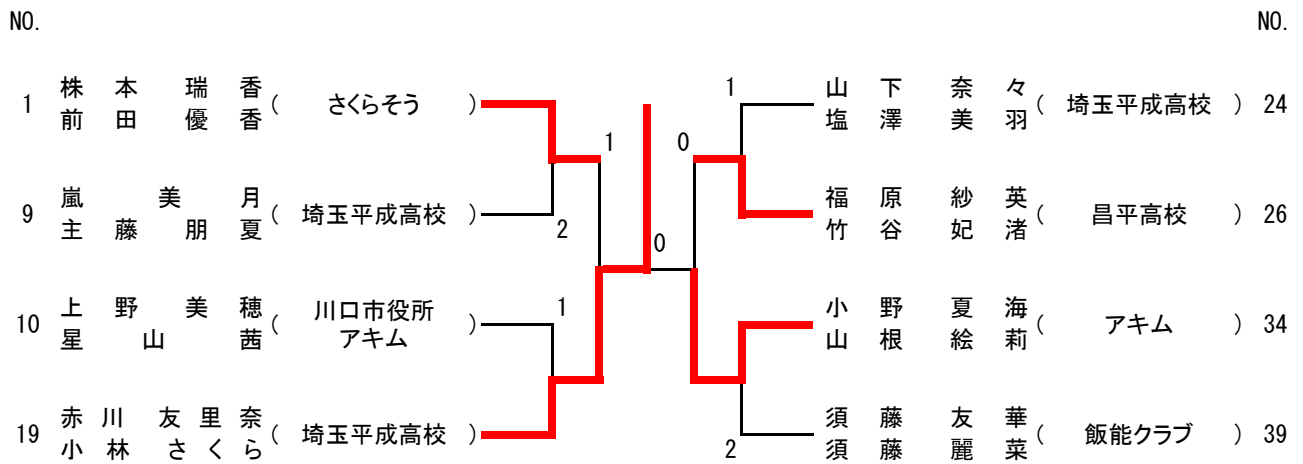 NO.
NO.
株本瑞香
前田優香
1
( さくらそう )
1
山下奈々
塩澤美羽
( 埼玉平成高校 ) 24
1
0
嵐美月
主藤朋夏
9
( 埼玉平成高校 )
2
0
福原紗英
竹谷妃渚
( 昌平高校 ) 26
上野美穂
星山茜
10
( 川口市役所
アキム )
1
小野夏海
山根絵莉
( アキム ) 34
赤川友里奈
小林さくら
19
( 埼玉平成高校 )
2
須藤友華
須藤麗菜
( 飯能クラブ ) 39